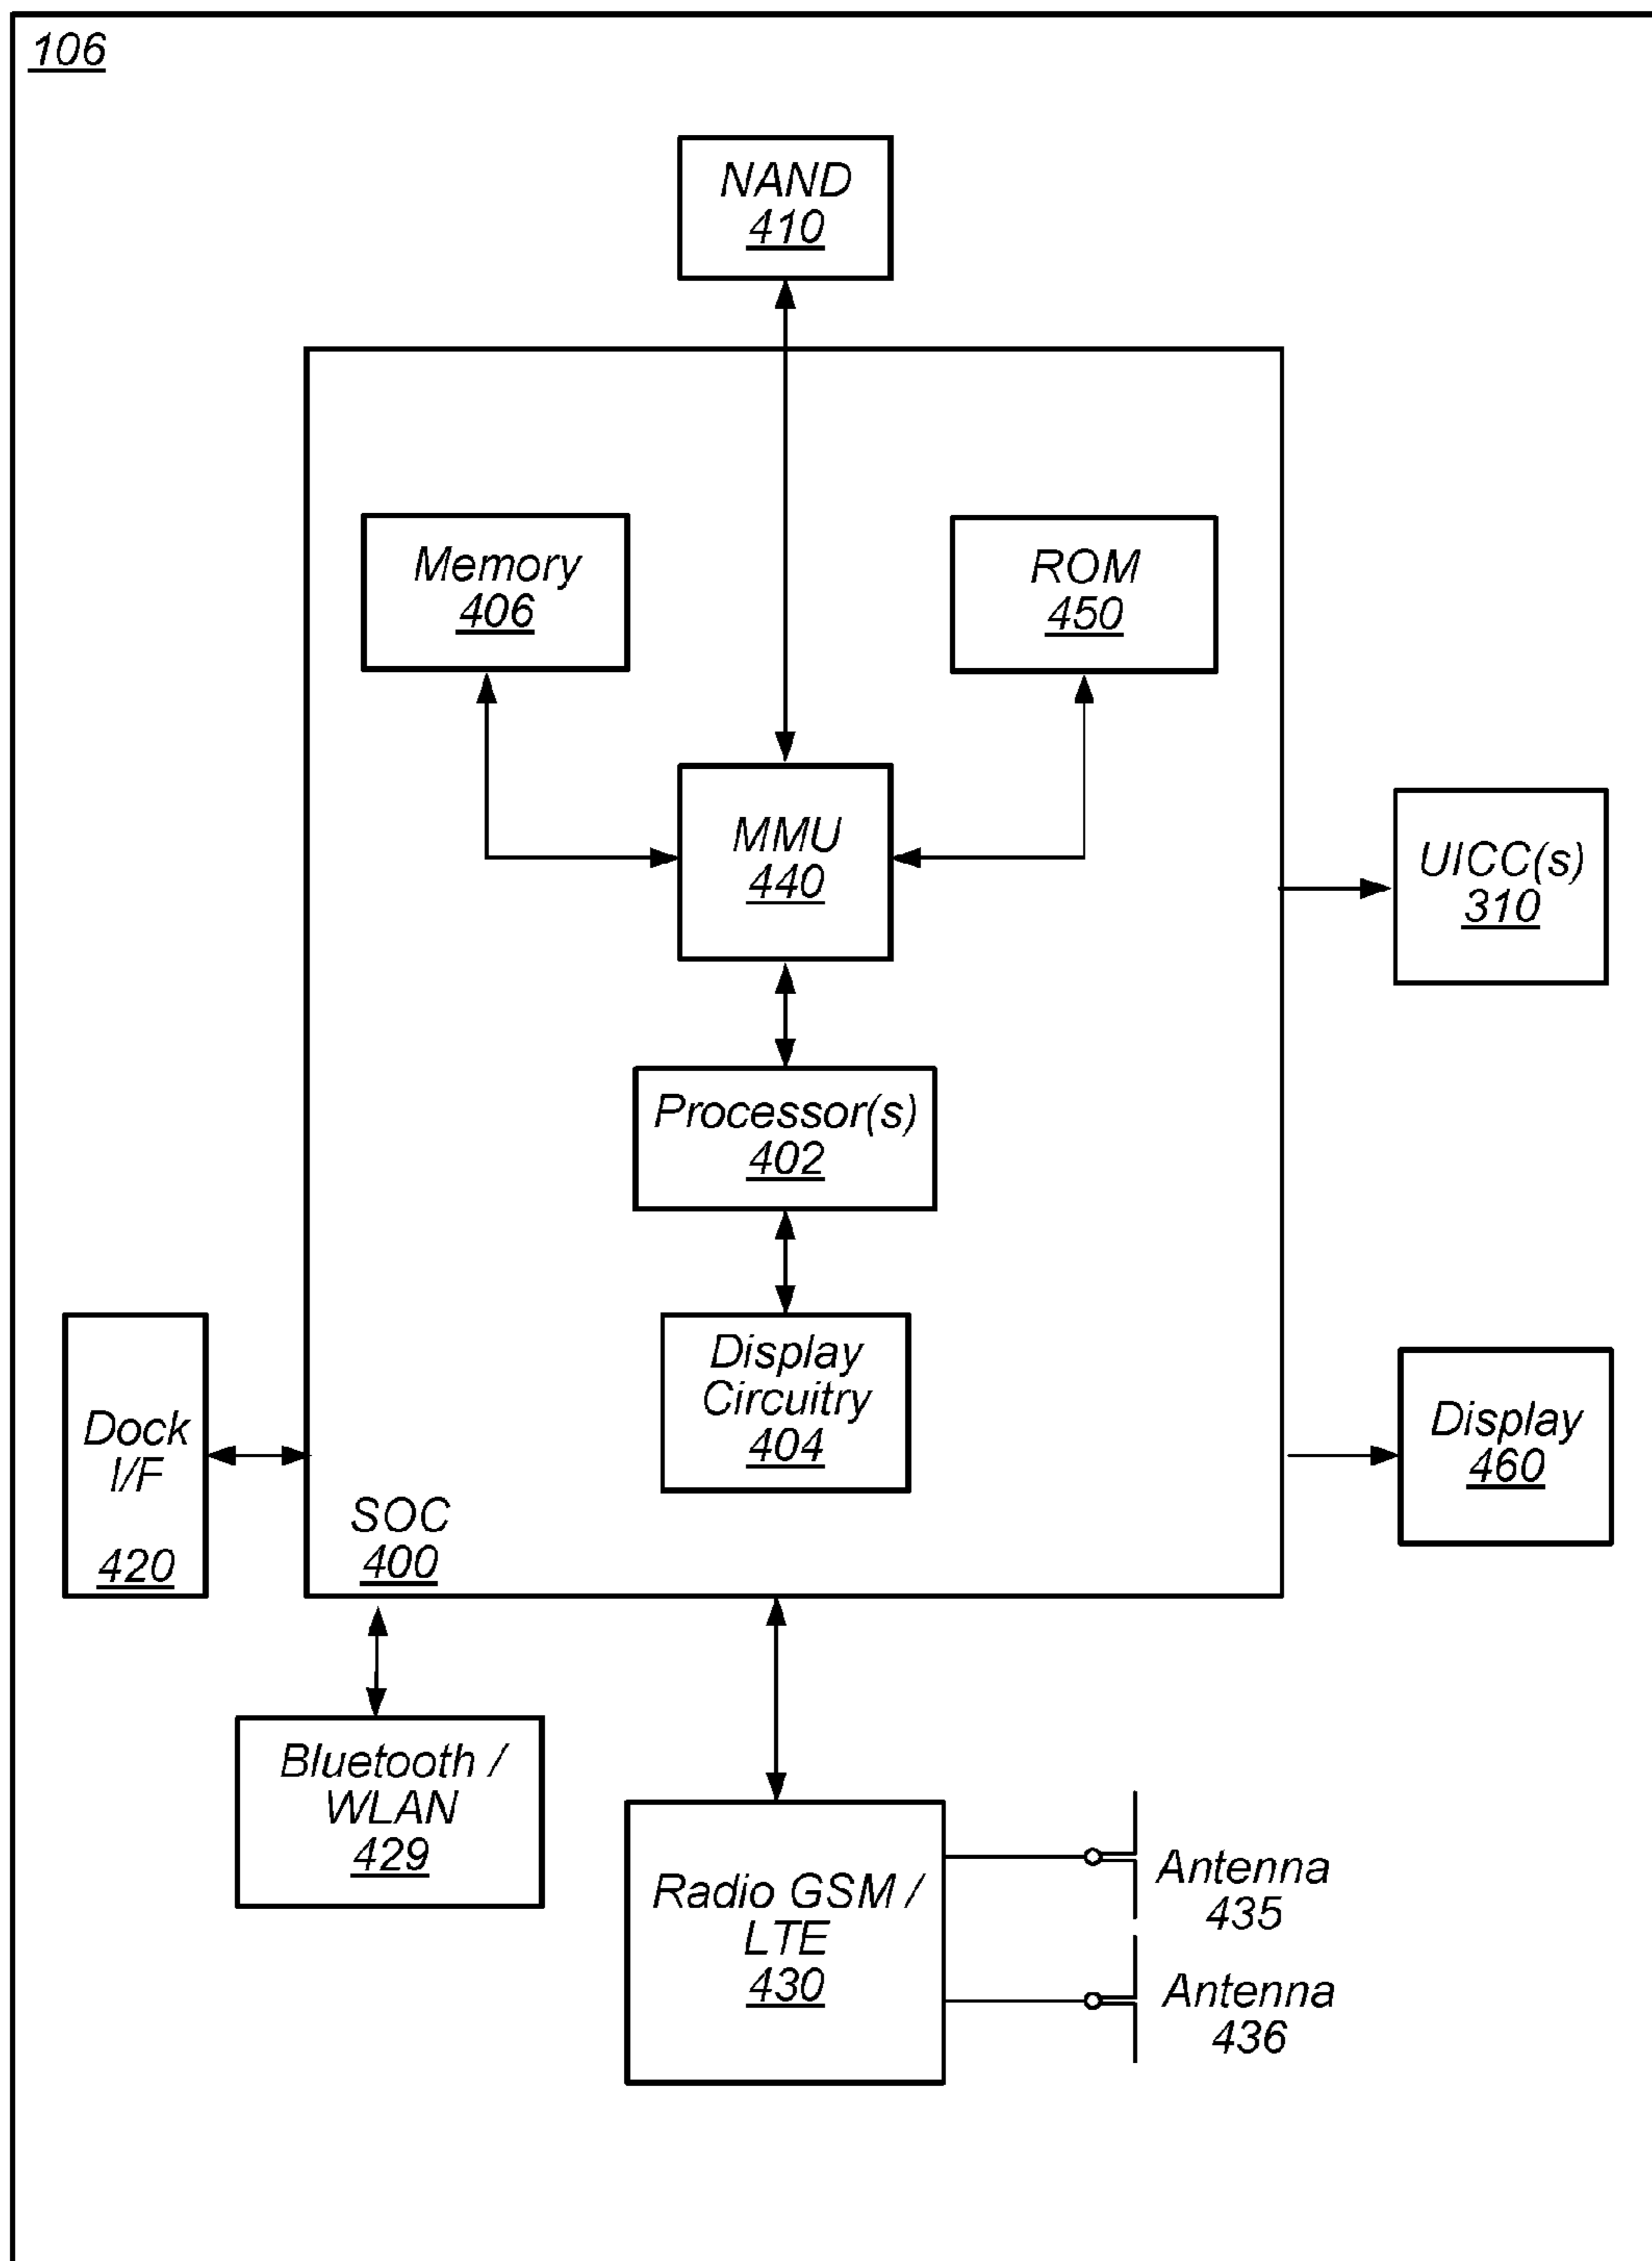 106
NAND
410
Memory
406
ROM
450
MMU
440
UICC(s)
310
Processor(s)
402
Display
Circuitry
404
Dock
I/F
420
Display
460
SOC
400
Bluetooth /
WLAN
429
Radio GSM /
LTE
430
Antenna
435
Antenna
436